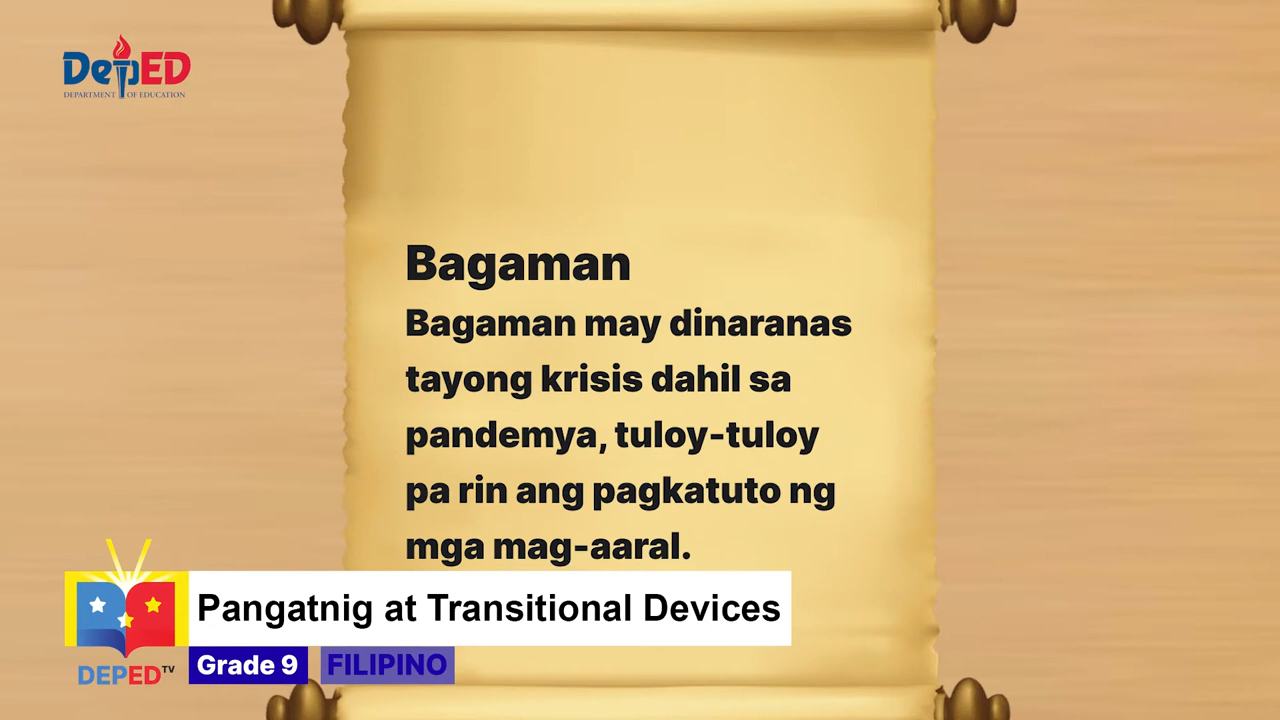 DepED
DEPARTMENT OF EDUCATION
Bagaman
Bagaman may dinaranas
tayong krisis dahil sa
pandemya, tuloy-tuloy
pa rin ang pagkatuto ng
mga mag-aaral.
Pangatnig at Transitional Devices
DEPED TV
Grade 9 FILIPINO